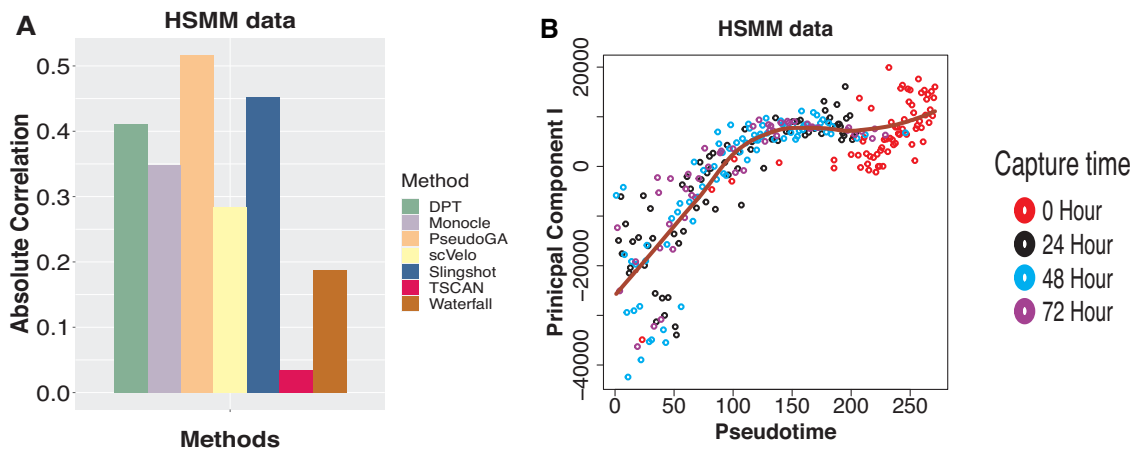 A
HSMM data
Absolute Correlation
0.5
0.4
0.3
0.2
0.1
0.0
Methods
Method
DPT
Monocle
PseudoGA
scVelo
Slingshot
TSCAN
Waterfall
B
HSMM data
Prinicpal Component I
20000
0
−20000
−40000
0 50 100 150 200 250
Pseudotime
Capture time
0 Hour
24 Hour
48 Hour
72 Hour